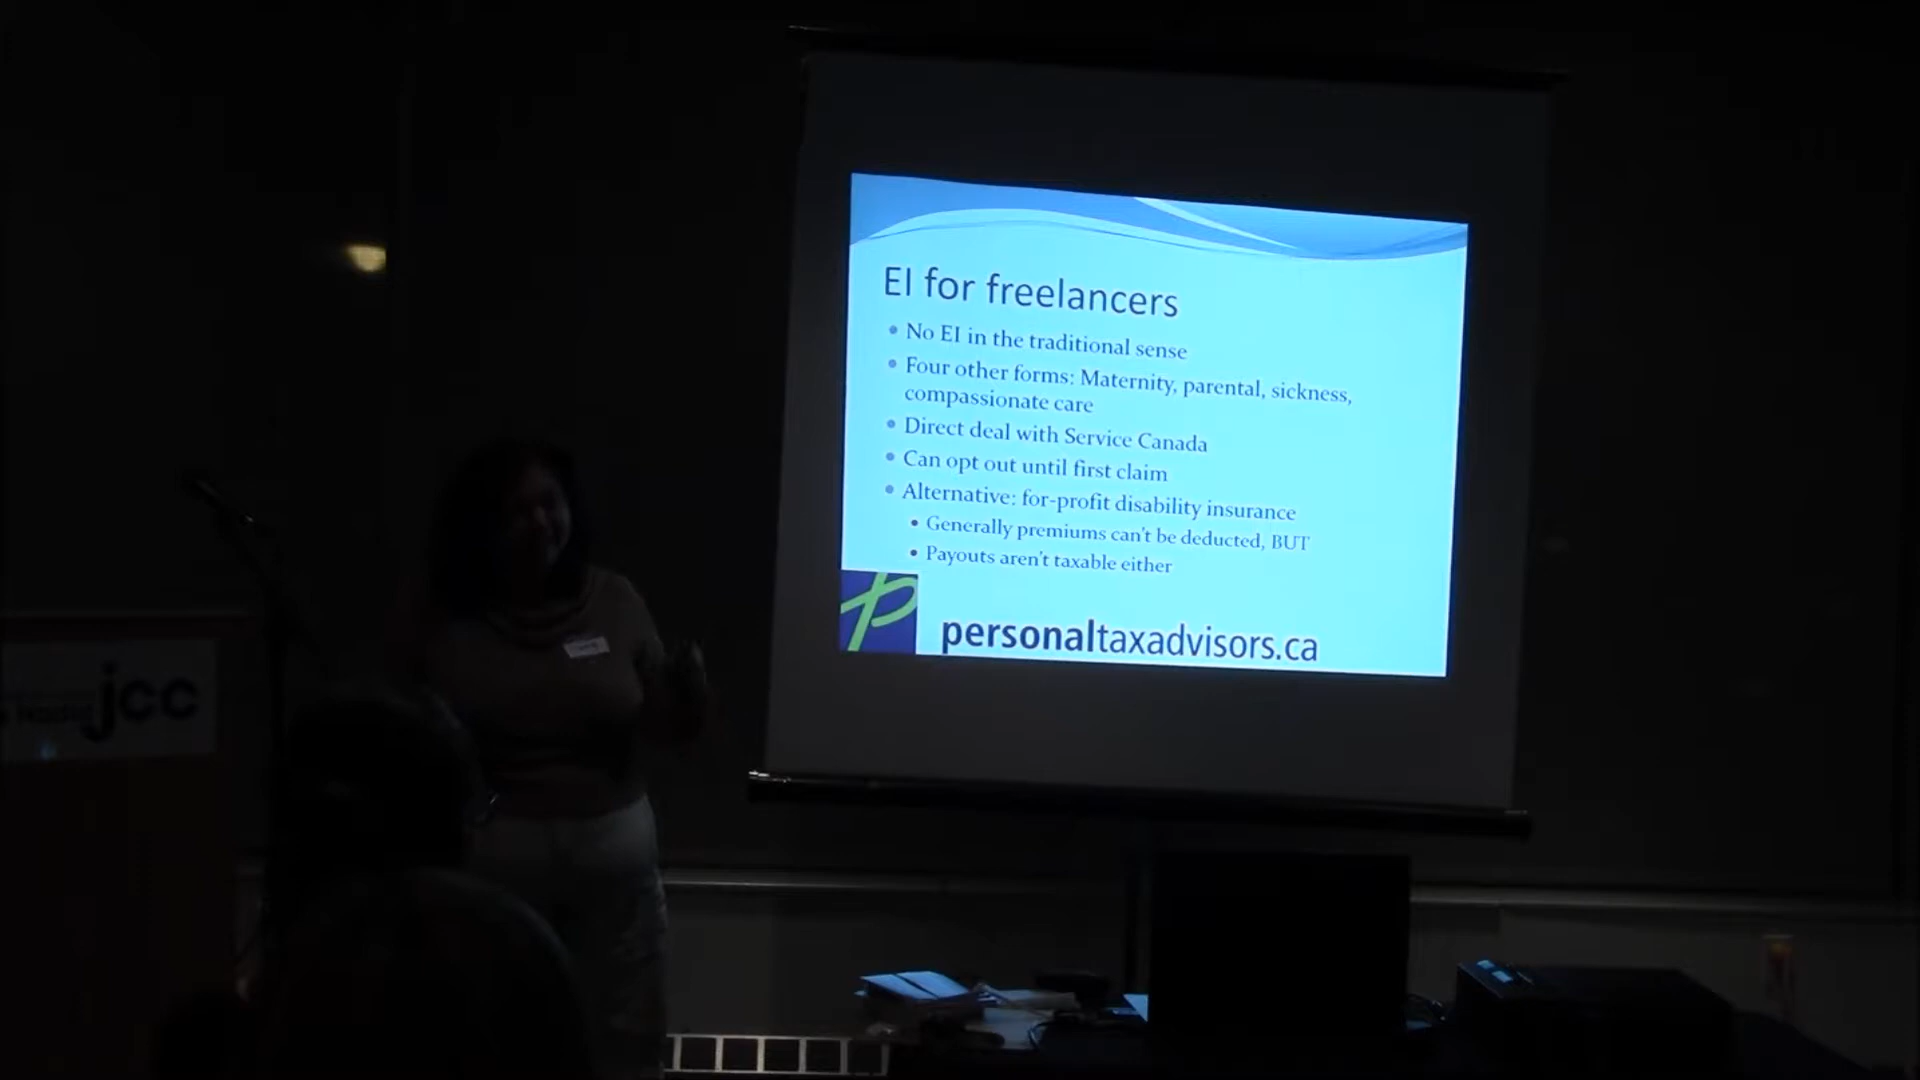 EI for freelancers
• No EI in the traditional sense
• Four other forms: Maternity, parental, sickness,
compassionate care
• Direct deal with Service Canada
• Can opt out until first claim
• Alternative: for-profit disability insurance
• Generally premiums can't be deducted, BUT
• Payouts aren't taxable either
personaltaxadvisors.ca
jcc